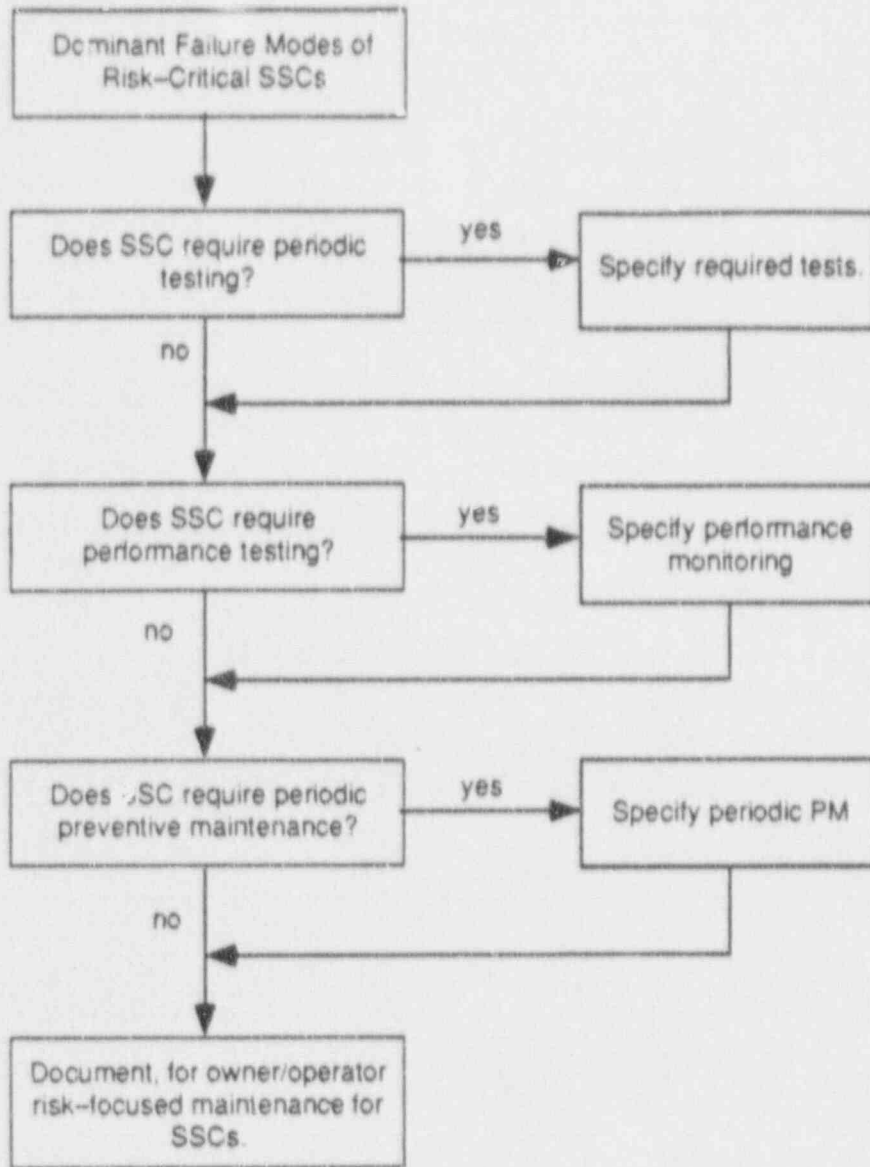 Dominant Failure Modes of
Risk-Critical SSCs
Does SSC require periodic
testing?
yes
Specify required tests.
no
Does SSC require
performance testing?
yes
Specify performance
monitoring
no
Does SSC require periodic
preventive maintenance?
yes
Specify periodic PM
no
Document, for owner/operator
risk-focused maintenance for
SSCs.